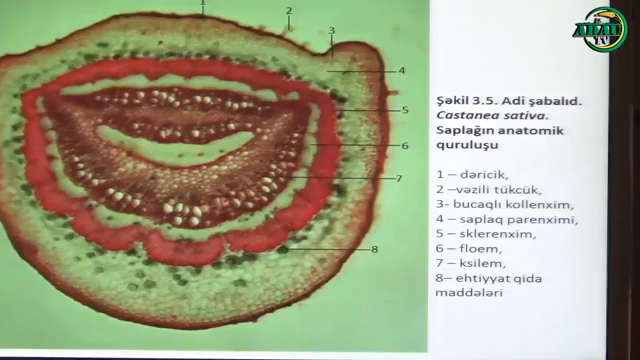 ADAU
TV
1
2
3
4
5
6
7
8
Şəkil 3.5. Adi şabalıd.
Castanea sativa.
Saplağın anatomik
quruluşu
1 – dəricik,
2 –vəzili tükcük,
3- bucaqlı kollenxim,
4 – saplaq parenximi,
5 – sklerenxim,
6 – floem,
7 – ksilem,
8– ehtiyyat qida
maddələri